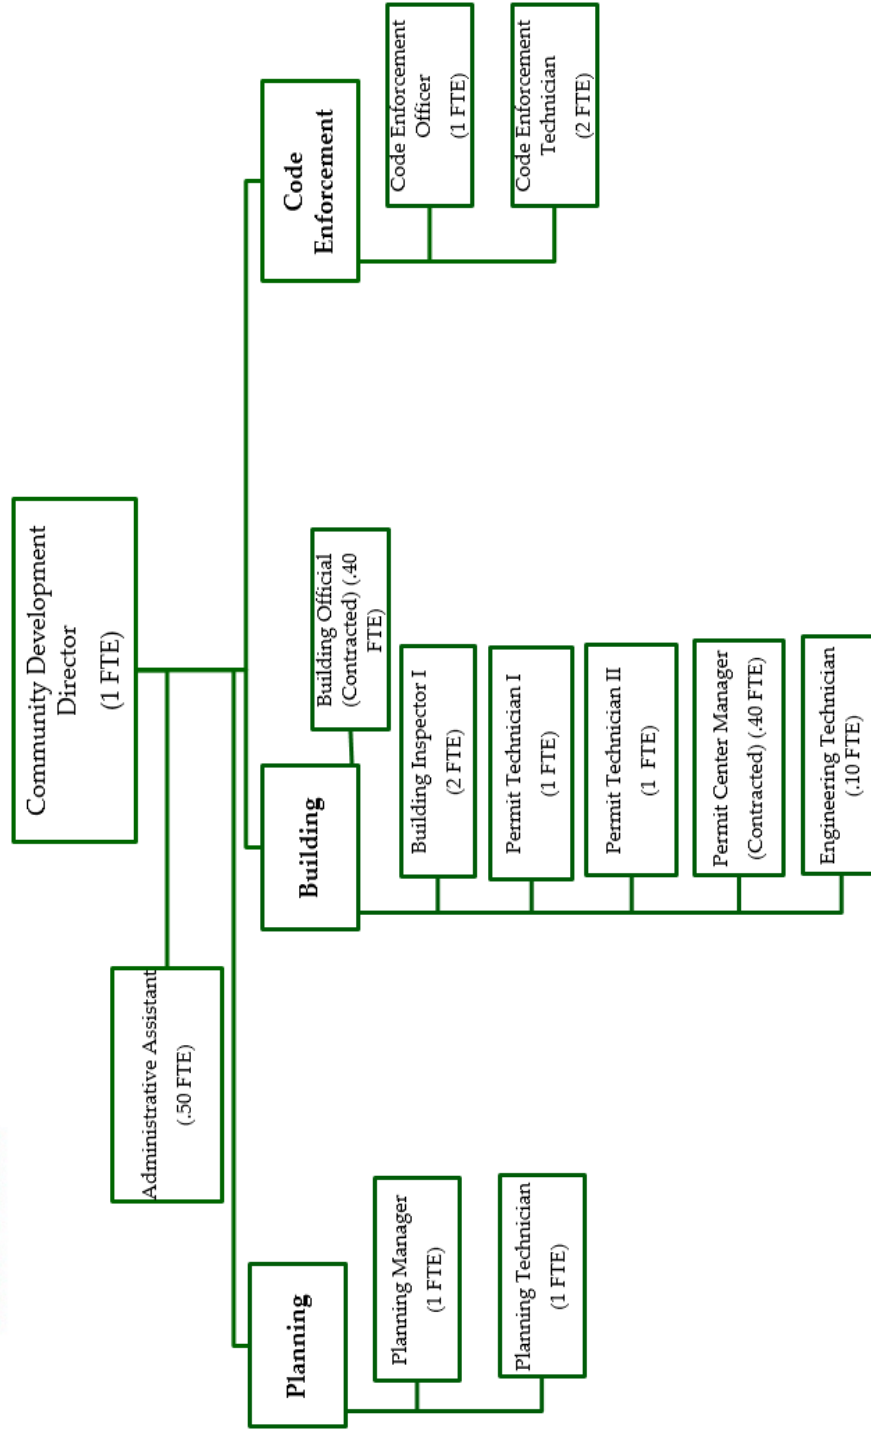 Community Development
Director
(1 FTE)
Administrative Assistant
(.50 FTE)
Planning
Planning Manager
(1 FTE)
Planning Technician
(1 FTE)
Building
Building Official
(Contracted) (.40
FTE)
Building Inspector I
(2 FTE)
Permit Technician I
(1 FTE)
Permit Technician II
(1 FTE)
Permit Center Manager
(Contracted) (.40 FTE)
Engineering Technician
(.10 FTE)
Code
Enforcement
Code Enforcement
Officer
(1 FTE)
Code Enforcement
Technician
(2 FTE)